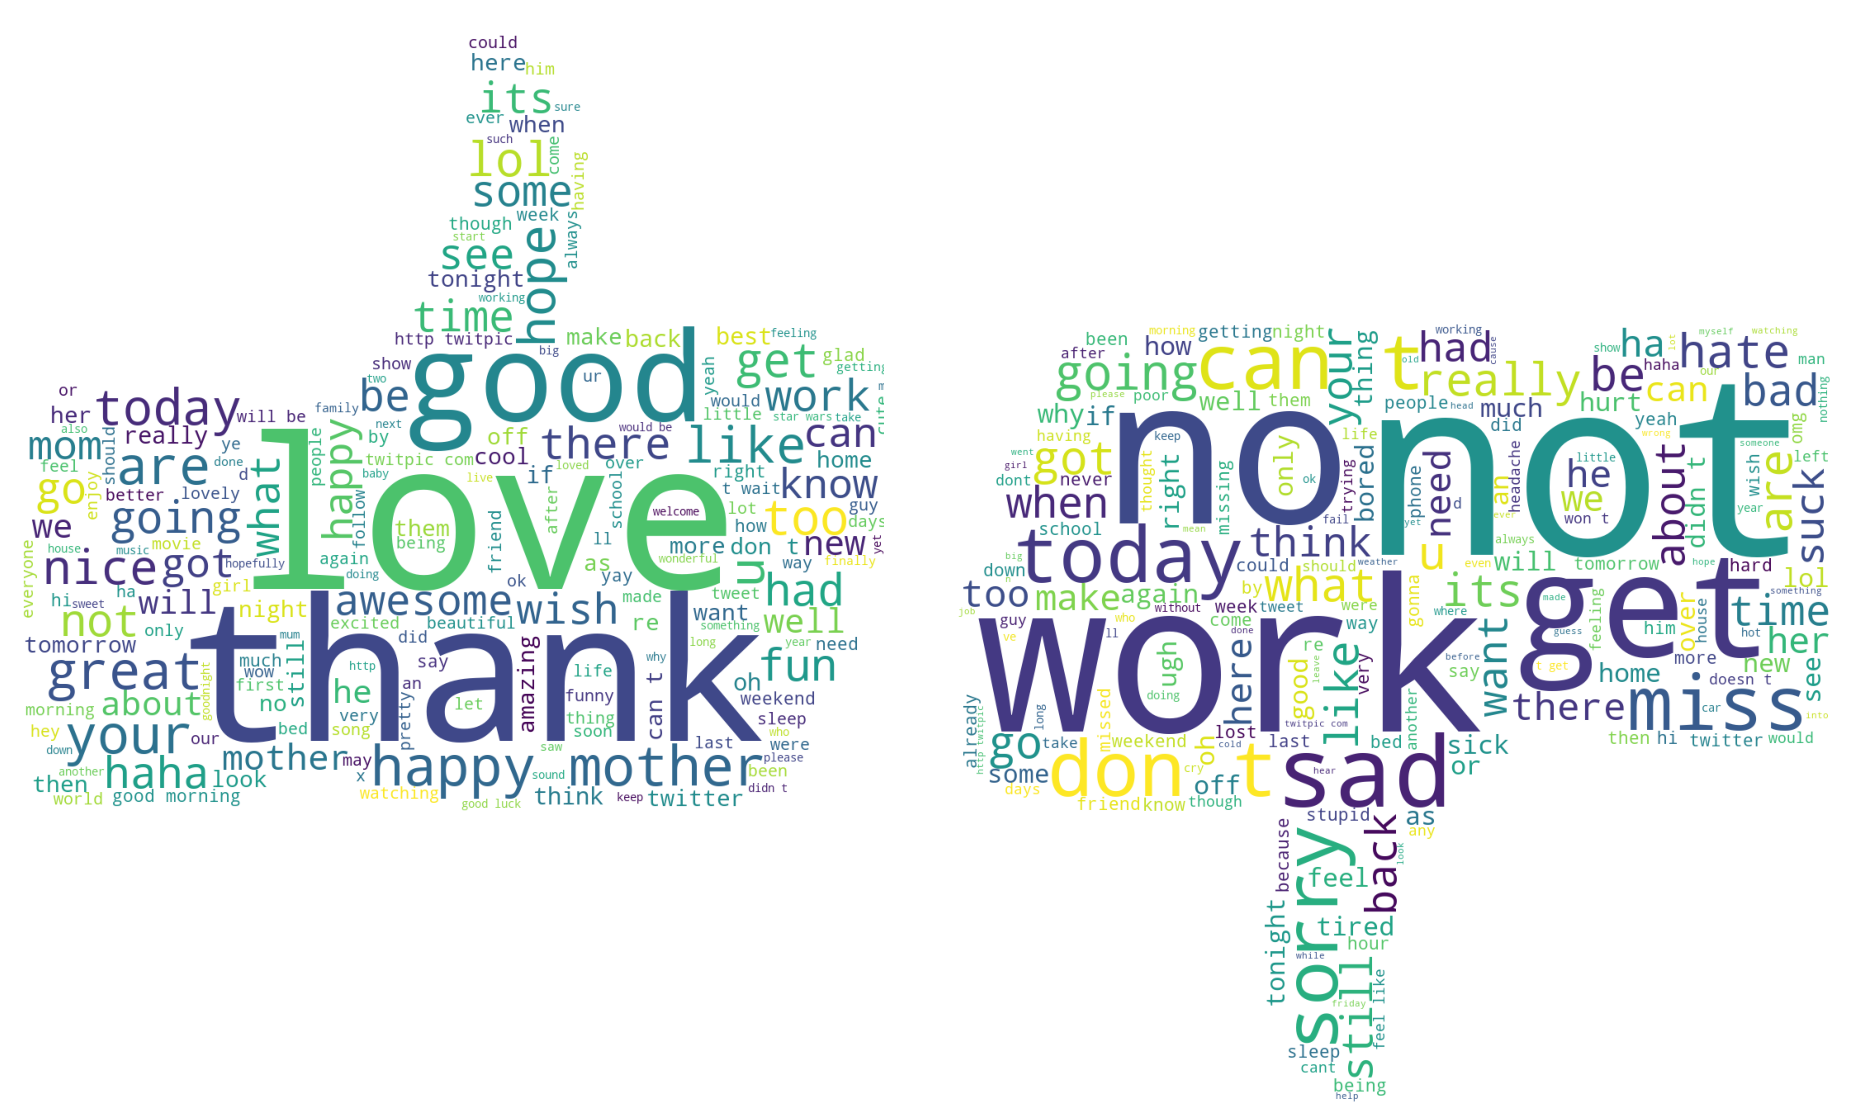 could
here him
its sure
ever when
such
lol come
some having
though week
start
see hope always
tonight
working
time
http twitpic make back best feeling
big
show good get glad
or two ur yeah getting
her today will be be would work cute
also family next little star wars take
mom really ye people happy by off there would be like can
feel should are done d what twitpic com cool if over right home
baby loved
go enjoy better lovely live t wait know
we going follow them love after school welcome lot too guy
house music movie being friend how days
everyone nice got hopefully again ll more don t new yet
doing as wonderful way finally
hi sweet ha girl ok yay u
will night awesome wish made tweet had
not only excited beautiful re want well
tomorrow mum did something
great much wow http thank say amazing life long need
goodnight still why fun
morning about first he an funny can t oh
no very let weekend
hey your our bed song pretty thing sleep
down soon who
another mother may saw last were
then haha look x happy sound mother please
world good morning watching think keep twitter been
good luck didn t
been morning getting night your thing working had show lot myself watching
after how can t old cause ha hate man
going please poor really haha our
why if well them people head be can bad nothing
having no keep much hurt
did yeah omg
went got life not wrong someone
girl only bored need he about are left
dont never thought right trying phone headache little wish
when ok d we didn t suck
school missing fail yet an won t year
big mean u ever
down today think always
n could should weather even will tomorrow hope hard
too make again by what its get lol
job without week tweet were gonna where made over something
guy come done way feeling house time
ve who ll guess him hot her
work ugh re before
here like very say t get more new
already long missed doing good leave want home doesn t see
http twitpic twitpic com another there miss car into
go take weekend lost oh cold last bed sick then hi twitter would
some don t cry sad or
days off hear
friend know though stupid as
any
because sorry back look
feel
tonight tired
hour
while still feel like
friday
sleep
cant
being
help